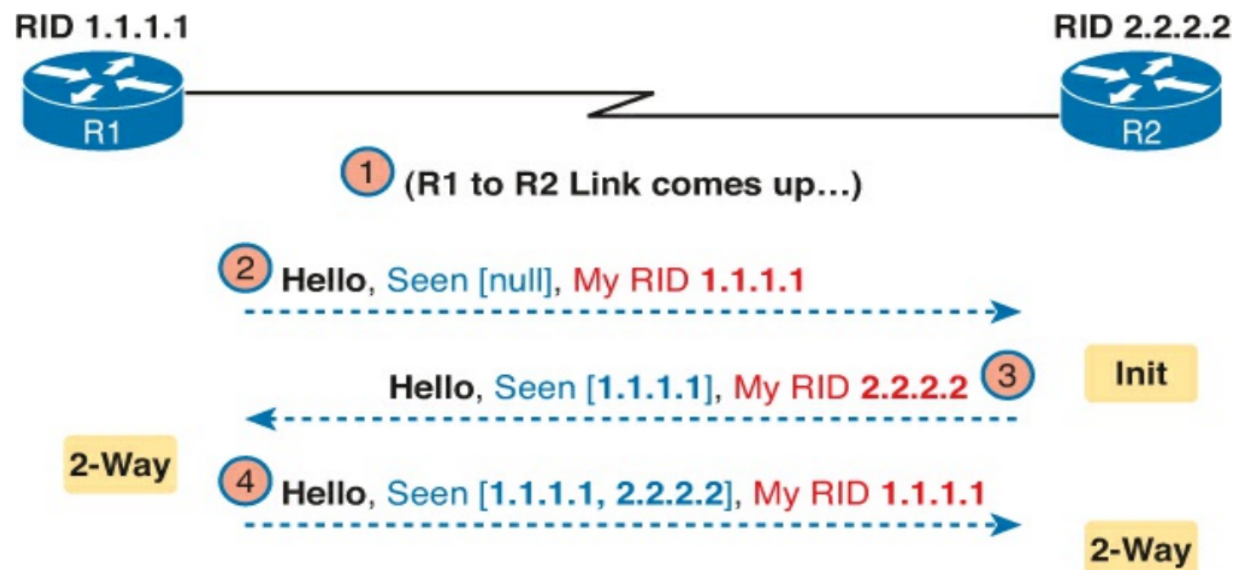 RID 1.1.1.1
RID 2.2.2.2
R1
R2
1 (R1 to R2 Link comes up...)
2 Hello, Seen [null], My RID 1.1.1.1
Hello, Seen [1.1.1.1], My RID 2.2.2.2 3
Init
2-Way
4 Hello, Seen [1.1.1.1, 2.2.2.2], My RID 1.1.1.1
2-Way